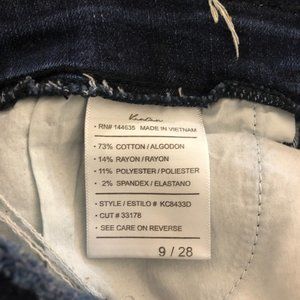 KanCan
• RN# 144635 MADE IN VIETNAM
• 73% COTTON / ALGODON
• 14% RAYON / RAYON
• 11% POLYESTER / POLIESTER
• 2% SPANDEX / ELASTANO
• STYLE / ESTILO # KC8433D
• CUT # 33178
• SEE CARE ON REVERSE
9 / 28